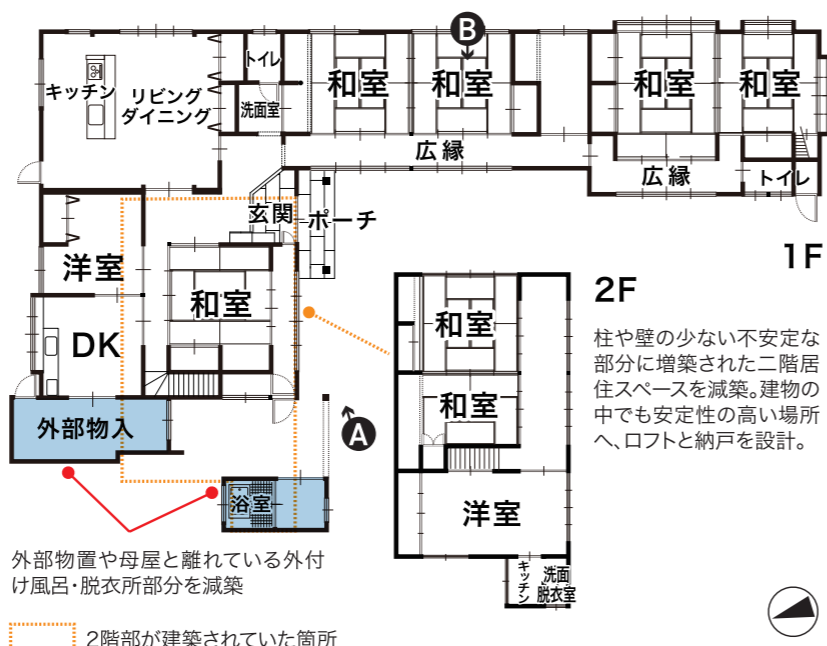 B
トイレ
キッチン
リビング
ダイニング
洗面室
和室
和室
和室
和室
広縁
広縁
トイレ
玄関
ポーチ
1F
洋室
和室
DK
外部物入
A
浴室
外部物置や母屋と離れている外付
け風呂・脱衣所部分を減築
2階部が建築されていた箇所
2F
和室
和室
洋室
キッチン
洗面
脱衣室
柱や壁の少ない不安定な
部分に増築された二階居
住スペースを減築。建物の
中でも安定性の高い場所
へ、ロフトと納戸を設計。